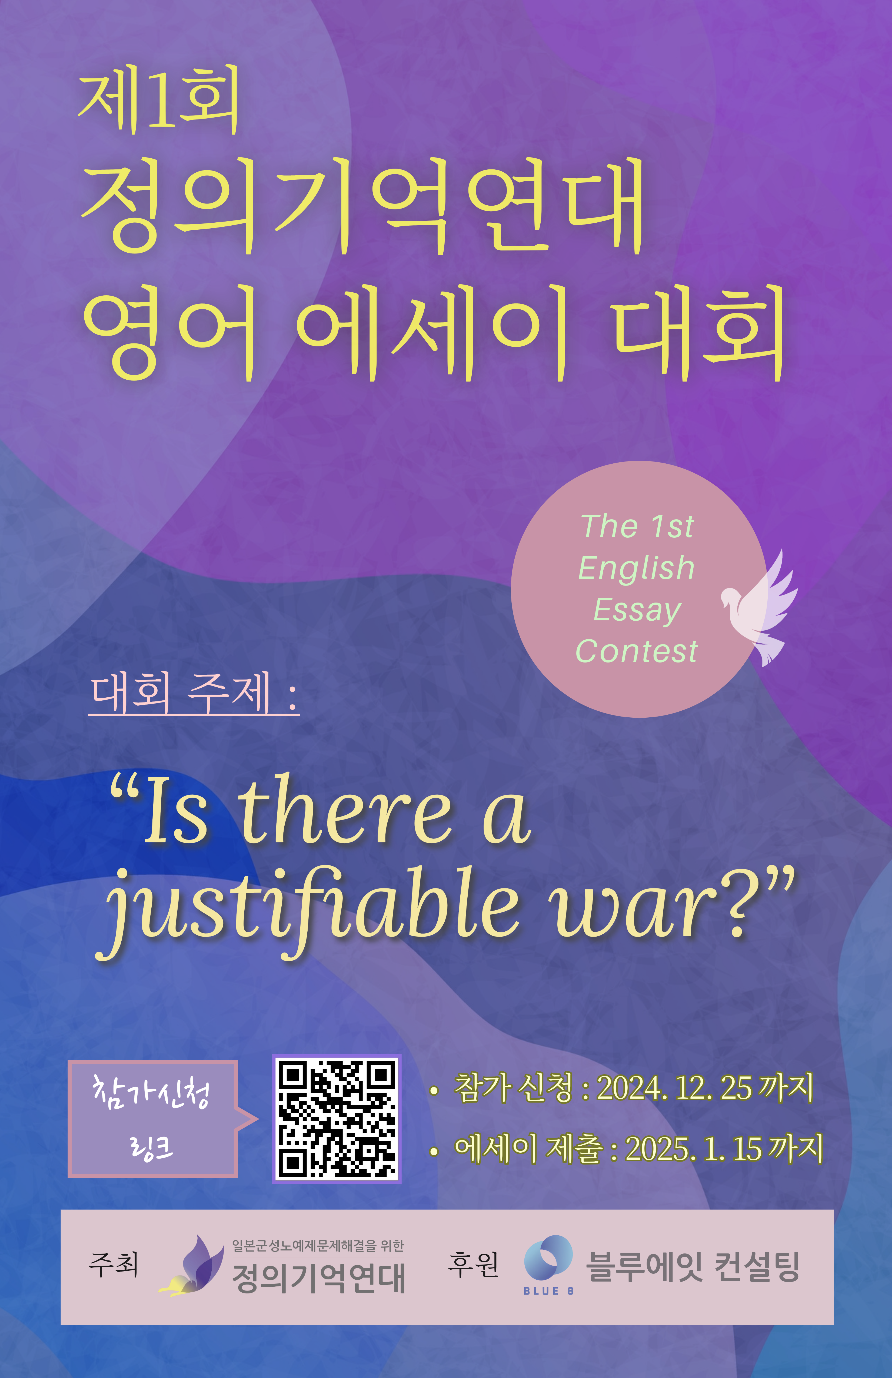 제1회
정의기억연대
영어 에세이 대회
The 1st
English
Essay
Contest
대회 주제 :
“Is there a
justifiable war?”
참가신청
링크
• 참가 신청 : 2024. 12. 25 까지
• 에세이 제출 : 2025. 1. 15 까지
주최
일본군성노예제문제해결을 위한
정의기억연대
후원
BLUE 8
블루에잇 컨설팅